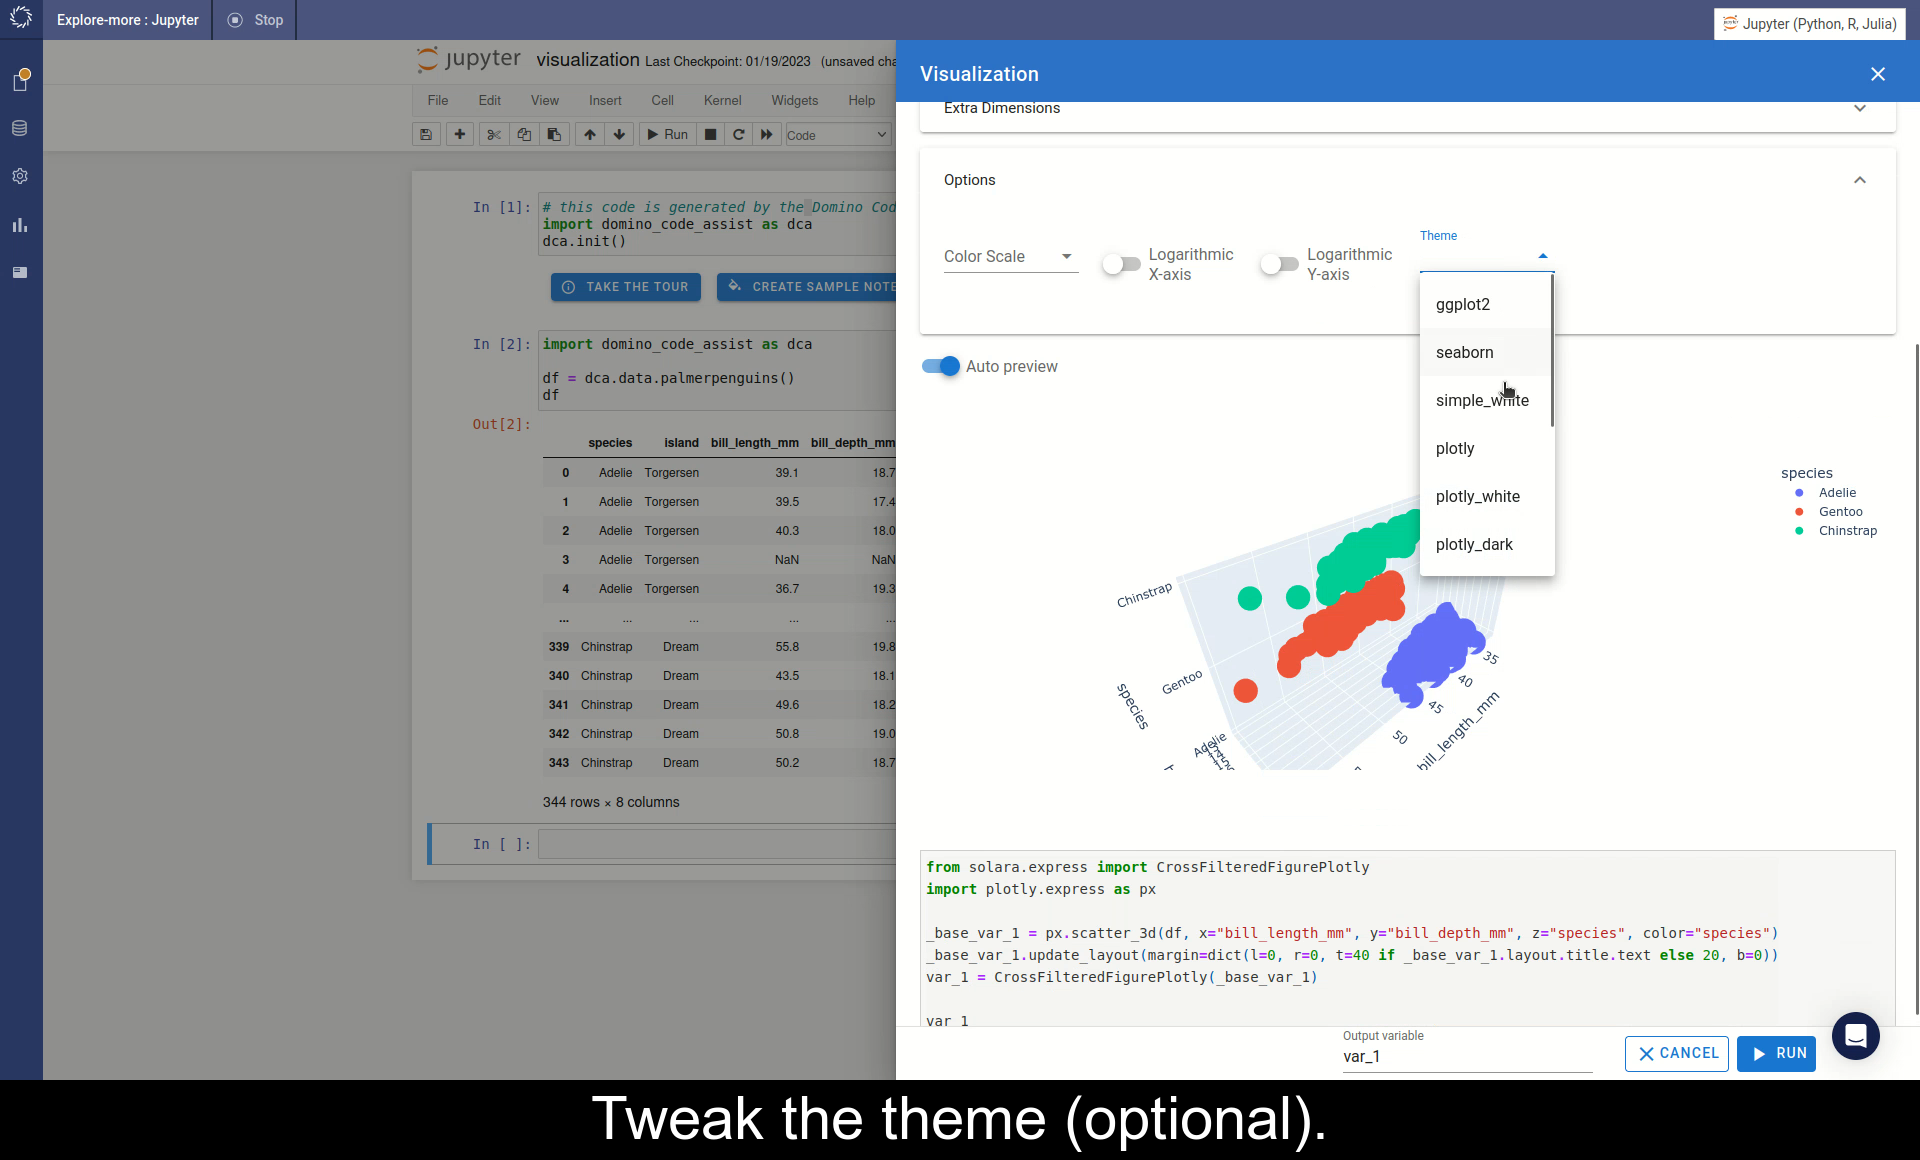 Explore-more : Jupyter
Stop
Jupyter (Python, R, Julia)
jupyter visualization Last Checkpoint: 01/19/2023 (unsaved cha
File Edit View Insert Cell Kernel Widgets Help
Run
Code
In [1]: # this code is generated by the Domino Cod
import domino_code_assist as dca
dca.init()
TAKE THE TOUR
CREATE SAMPLE NOTE
In [2]: import domino_code_assist as dca
df = dca.data.palmerpenguins()
df
Out[2]:
species island bill_length_mm bill_depth_mm
0 Adelie Torgersen 39.1 18.7
1 Adelie Torgersen 39.5 17.4
2 Adelie Torgersen 40.3 18.0
3 Adelie Torgersen NaN NaN
4 Adelie Torgersen 36.7 19.3
... ... ... ... ...
339 Chinstrap Dream 55.8 19.8
340 Chinstrap Dream 43.5 18.1
341 Chinstrap Dream 49.6 18.2
342 Chinstrap Dream 50.8 19.0
343 Chinstrap Dream 50.2 18.7
344 rows × 8 columns
In [ ]:
Visualization
Extra Dimensions
Options
Color Scale
Logarithmic
X-axis
Logarithmic
Y-axis
Theme
ggplot2
seaborn
simple_white
plotly
plotly_white
plotly_dark
Auto preview
species
Adelie
Gentoo
Chinstrap
Chinstrap
Gentoo
Adelie
species
35
40
45
50
bill_length_mm
from solara.express import CrossFilteredFigurePlotly
import plotly.express as px
_base_var_1 = px.scatter_3d(df, x="bill_length_mm", y="bill_depth_mm", z="species", color="species")
_base_var_1.update_layout(margin=dict(l=0, r=0, t=40 if _base_var_1.layout.title.text else 20, b=0))
var_1 = CrossFilteredFigurePlotly(_base_var_1)
var_1
Output variable
var_1
CANCEL
RUN
Tweak the theme (optional).